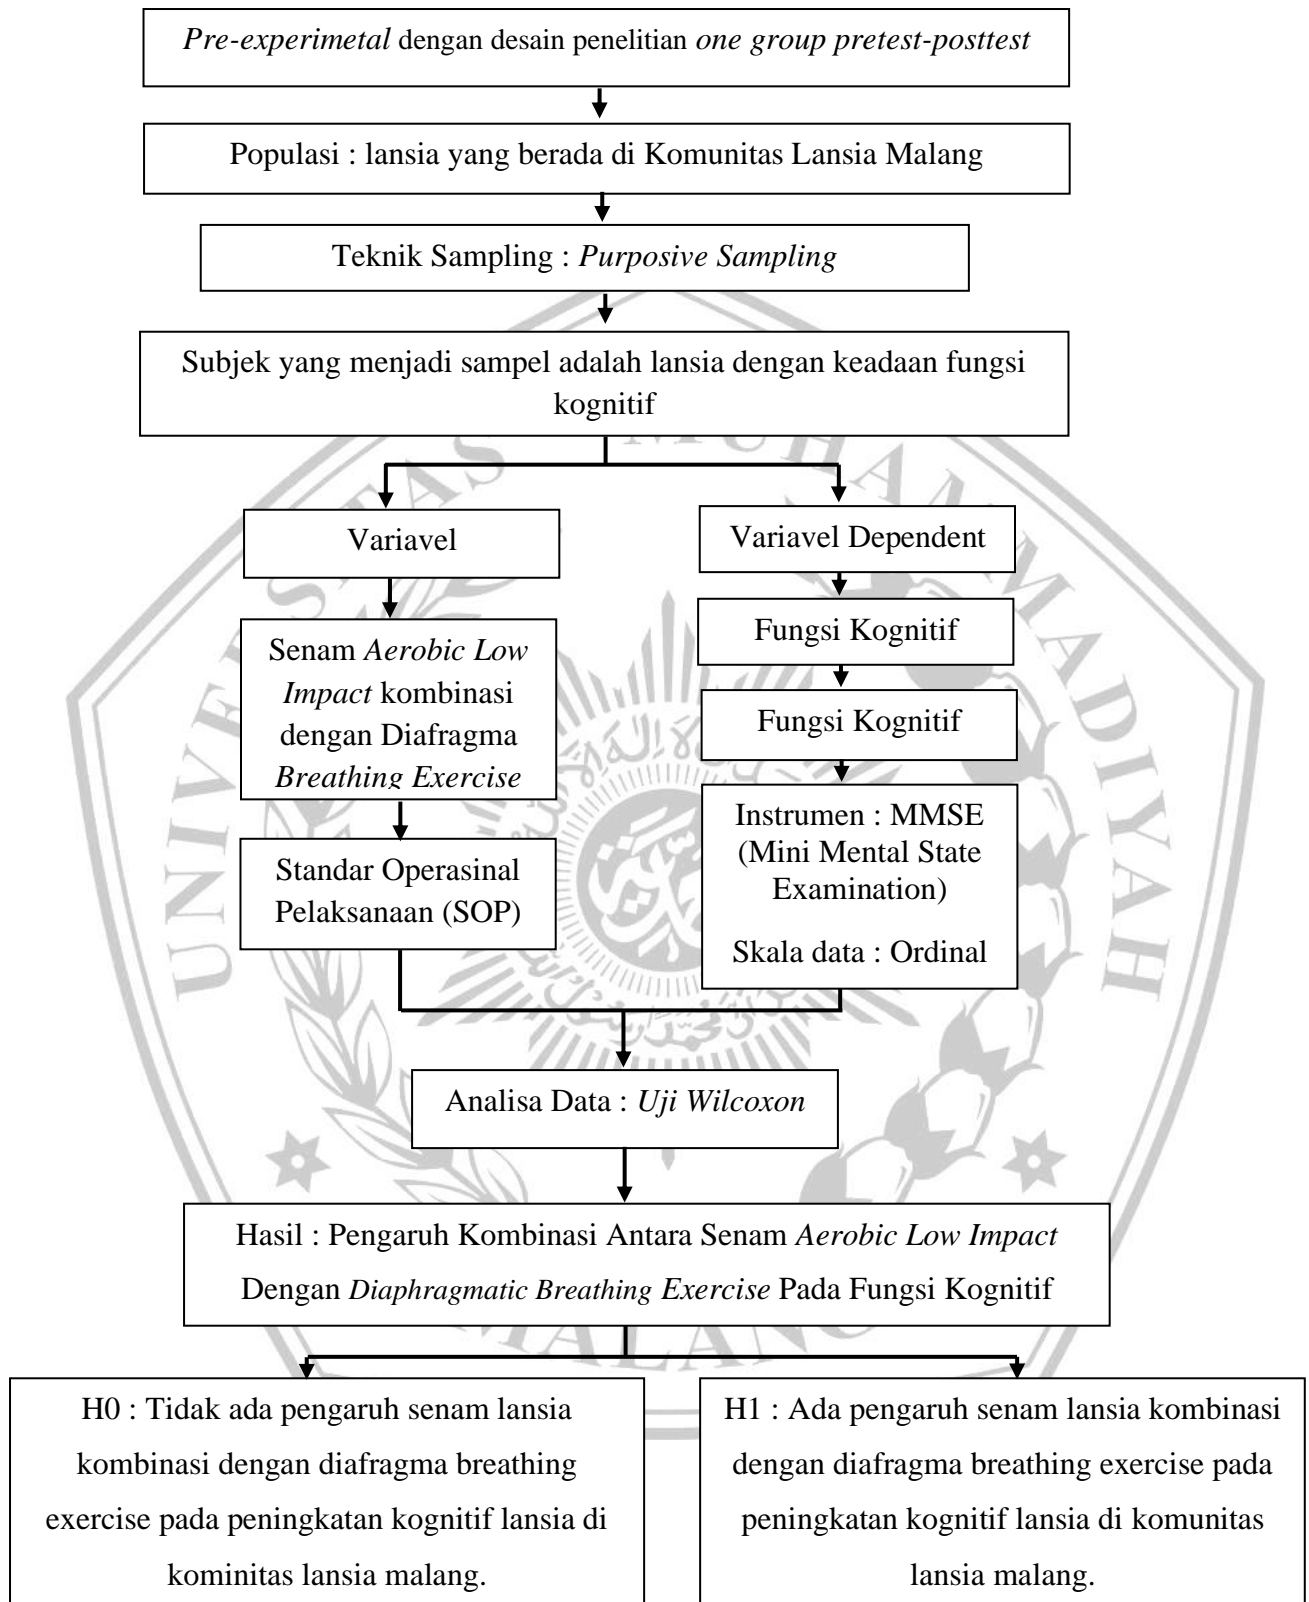 Pre-experimetal dengan desain penelitian one group pretest-posttest
Populasi : lansia yang berada di Komunitas Lansia Malang
Teknik Sampling : Purposive Sampling
Subjek yang menjadi sampel adalah lansia dengan keadaan fungsi
kognitif
Variavel
Senam Aerobic Low
Impact kombinasi
dengan Diafragma
Breathing Exercise
Standar Operasinal
Pelaksanaan (SOP)
Variavel Dependent
Fungsi Kognitif
Fungsi Kognitif
Instrumen : MMSE
(Mini Mental State
Examination)
Skala data : Ordinal
Analisa Data : Uji Wilcoxon
Hasil : Pengaruh Kombinasi Antara Senam Aerobic Low Impact
Dengan Diaphragmatic Breathing Exercise Pada Fungsi Kognitif
H0 : Tidak ada pengaruh senam lansia
kombinasi dengan diafragma breathing
exercise pada peningkatan kognitif lansia di
kominitas lansia malang.
H1 : Ada pengaruh senam lansia kombinasi
dengan diafragma breathing exercise pada
peningkatan kognitif lansia di komunitas
lansia malang.
UNIVERSITAS MUHAMMADIYAH
MALANG